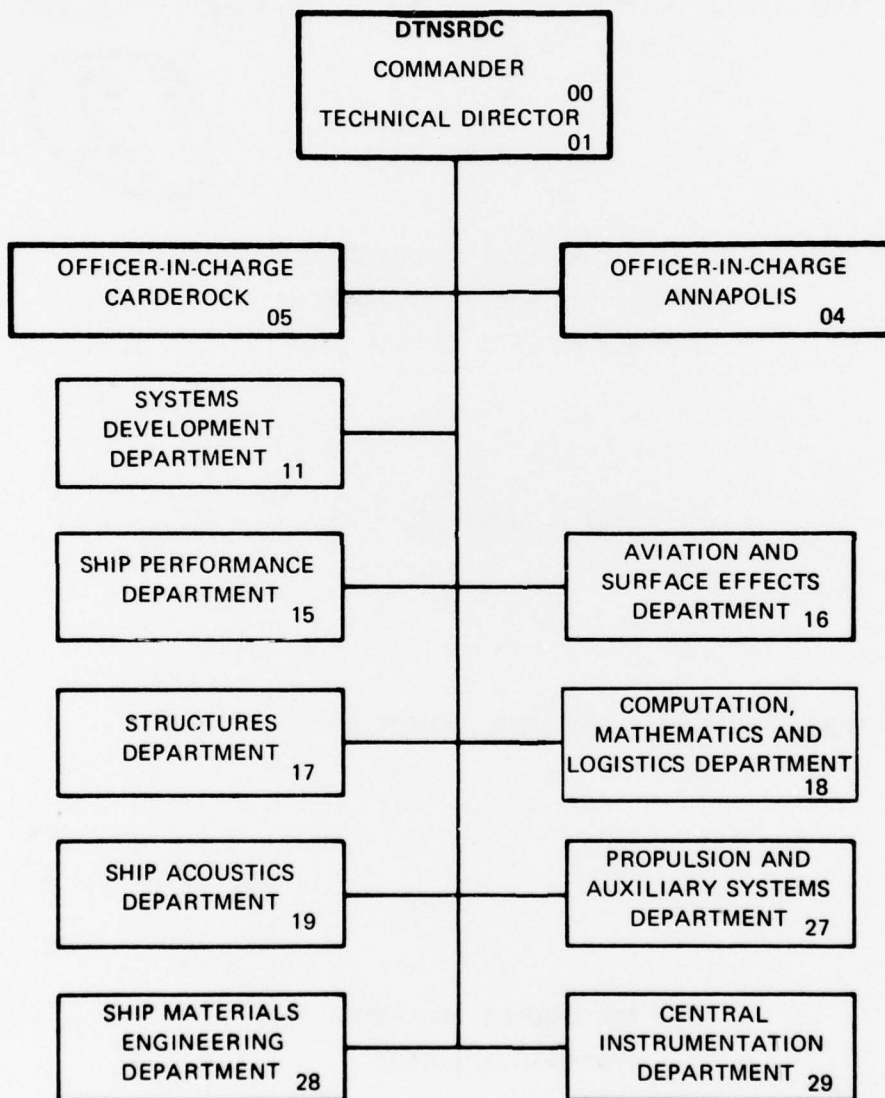 DTNSRDC
COMMANDER
00
TECHNICAL DIRECTOR
01
OFFICER-IN-CHARGE
CARDEROCK
05
OFFICER-IN-CHARGE
ANNAPOLIS
04
SYSTEMS
DEVELOPMENT
DEPARTMENT 11
SHIP PERFORMANCE
DEPARTMENT
15
AVIATION AND
SURFACE EFFECTS
DEPARTMENT 16
STRUCTURES
DEPARTMENT
17
COMPUTATION,
MATHEMATICS AND
LOGISTICS DEPARTMENT
18
SHIP ACOUSTICS
DEPARTMENT
19
PROPULSION AND
AUXILIARY SYSTEMS
DEPARTMENT 27
SHIP MATERIALS
ENGINEERING
DEPARTMENT 28
CENTRAL
INSTRUMENTATION
DEPARTMENT 29